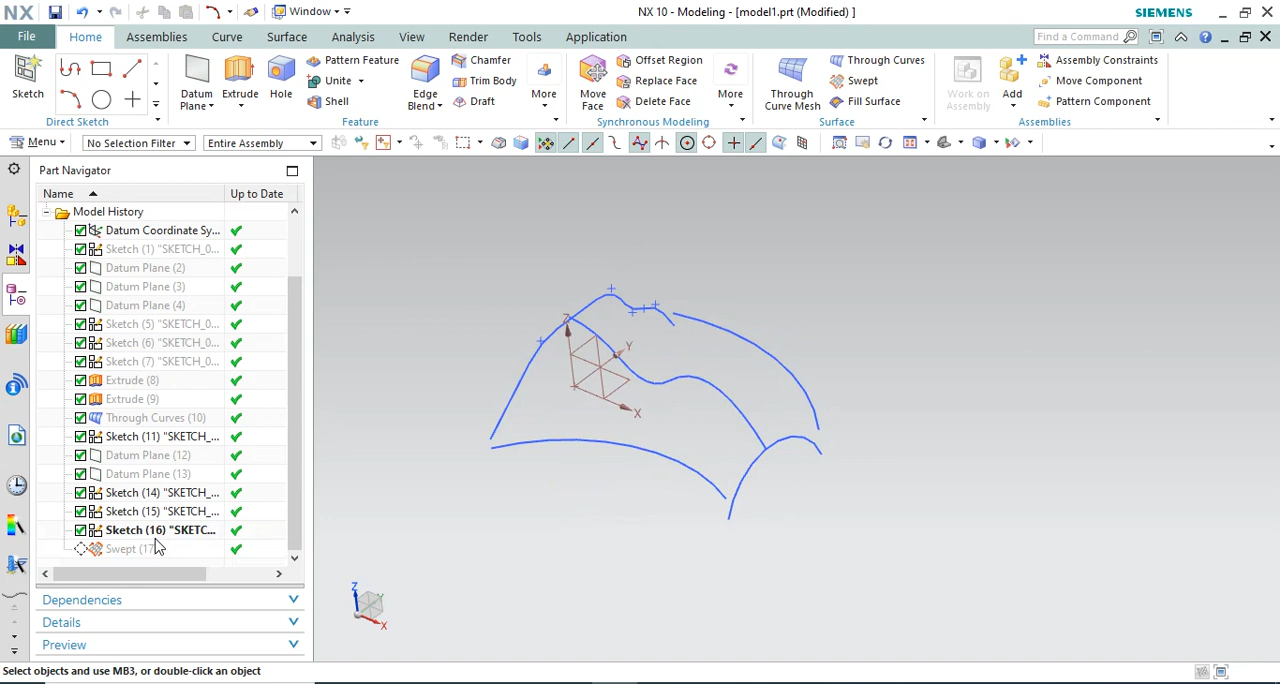 NX Window NX 10 - Modeling - [model1.prt (Modified) ] SIEMENS
File Home Assemblies Curve Surface Analysis View Render Tools Application Find a Command
Sketch Datum Plane Extrude Hole Pattern Feature Unite Shell Edge Blend Chamfer Trim Body Draft More Move Face Offset Region Replace Face Delete Face More Through Curve Mesh Through Curves Swept Fill Surface Work on Assembly Add Assembly Constraints Move Component Pattern Component
Direct Sketch Feature Synchronous Modeling Surface Assemblies
Menu No Selection Filter Entire Assembly
Part Navigator
Name Up to Date
Model History
Datum Coordinate Sy...
Sketch (1) "SKETCH_0...
Datum Plane (2)
Datum Plane (3)
Datum Plane (4)
Sketch (5) "SKETCH_0...
Sketch (6) "SKETCH_0...
Sketch (7) "SKETCH_0...
Extrude (8)
Extrude (9)
Through Curves (10)
Sketch (11) "SKETCH_...
Datum Plane (12)
Datum Plane (13)
Sketch (14) "SKETCH_...
Sketch (15) "SKETCH_...
Sketch (16) "SKETC...
Swept (17
Dependencies
Details
Preview
Z
Y
X
Z
Y
X
Select objects and use MB3, or double-click an object